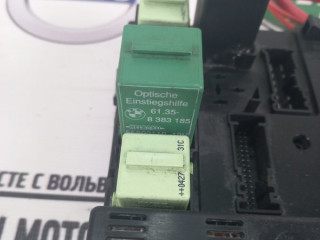 Optische
Einstiegshilfe
61.35-
8 383 185
++0427 31C
СТЕ С ВОЛЬВ
МОТО